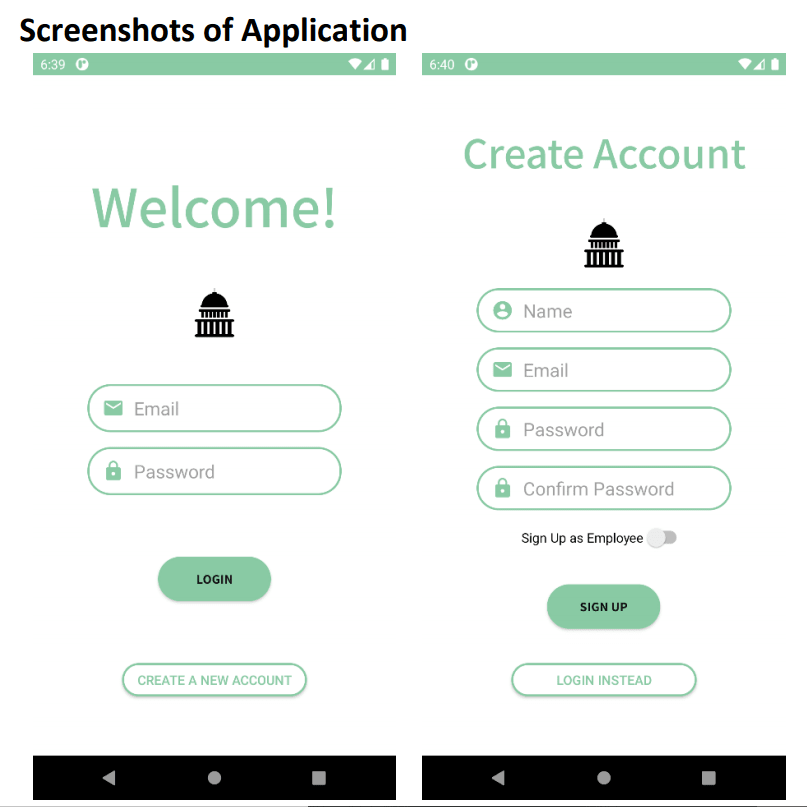 Screenshots of Application
6:39
Welcome!
Email
Password
LOGIN
CREATE A NEW ACCOUNT
6:40
Create Account
Name
Email
Password
Confirm Password
Sign Up as Employee
SIGN UP
LOGIN INSTEAD